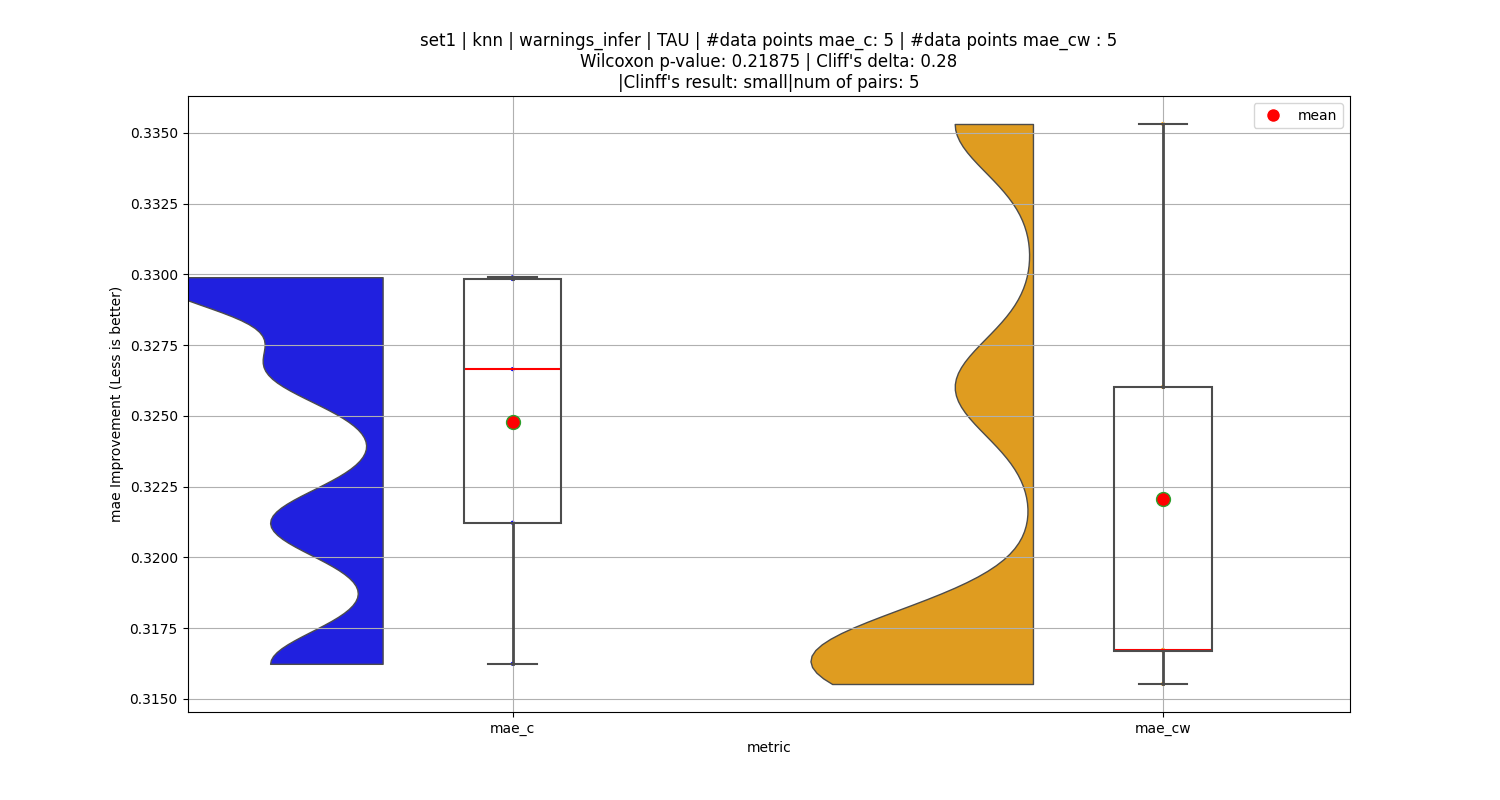 set1 | knn | warnings_infer | TAU | #data points mae_c: 5 | #data points mae_cw : 5
Wilcoxon p-value: 0.21875 | Cliff's delta: 0.28
|Clinff's result: small|num of pairs: 5
mean
mae Improvement (Less is better)
0.3350
0.3325
0.3300
0.3275
0.3250
0.3225
0.3200
0.3175
0.3150
mae_c
mae_cw
metric